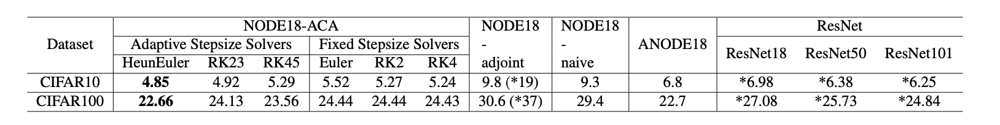 NODE18-ACA NODE18 NODE18 ResNet
Dataset Adaptive Stepsize Solvers Fixed Stepsize Solvers - - ANODE18 ResNet18 ResNet50 ResNet101
HeunEuler RK23 RK45 Euler RK2 RK4 adjoint naive
CIFAR10 4.85 4.92 5.29 5.52 5.27 5.24 9.8 (*19) 9.3 6.8 *6.98 *6.38 *6.25
CIFAR100 22.66 24.13 23.56 24.44 24.44 24.43 30.6 (*37) 29.4 22.7 *27.08 *25.73 *24.84